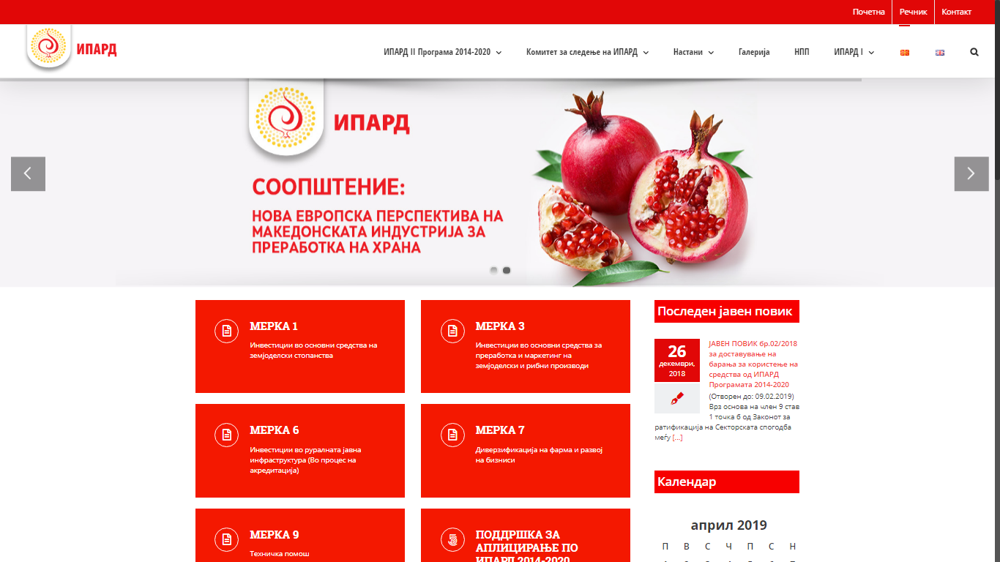 Почетна
Речник
Контакт
ИПАРД
ИПАРД II Програма 2014-2020
Комитет за следење на ИПАРД
Настани
Галерија
НПП
ИПАРД I
ИПАРД
СООПШТЕНИЕ:
НОВА ЕВРОПСКА ПЕРСПЕКТИВА НА
МАКЕДОНСКАТА ИНДУСТРИЈА ЗА
ПРЕРАБОТКА НА ХРАНА
МЕРКА 1
Инвестиции во основни средства на
земјоделски стопанства
МЕРКА 3
Инвестиции во основни средства за
преработка и маркетинг на
земјоделски и рибни производи
МЕРКА 6
Инвестиции во руралната јавна
инфраструктура (Во процес на
акредитација)
МЕРКА 7
Диверзификација на фарма и развој
на бизниси
МЕРКА 9
Техничка помош
ПОДДРШКА ЗА
АПЛИЦИРАЊЕ ПО
ИПАРД 2014-2020
Последен јавен повик
26
декември,
2018
ЈАВЕН ПОВИК бр.02/2018
за доставување на
барања за користење на
средства од ИПАРД
Програмата 2014-2020
(Отворен до: 09.02.2019)
Врз основа на член 9 став
1 точка 6 од Законот за
ратификација на Секторската спогодба
меѓу [...]
Календар
април 2019
П В С Ч П С Н